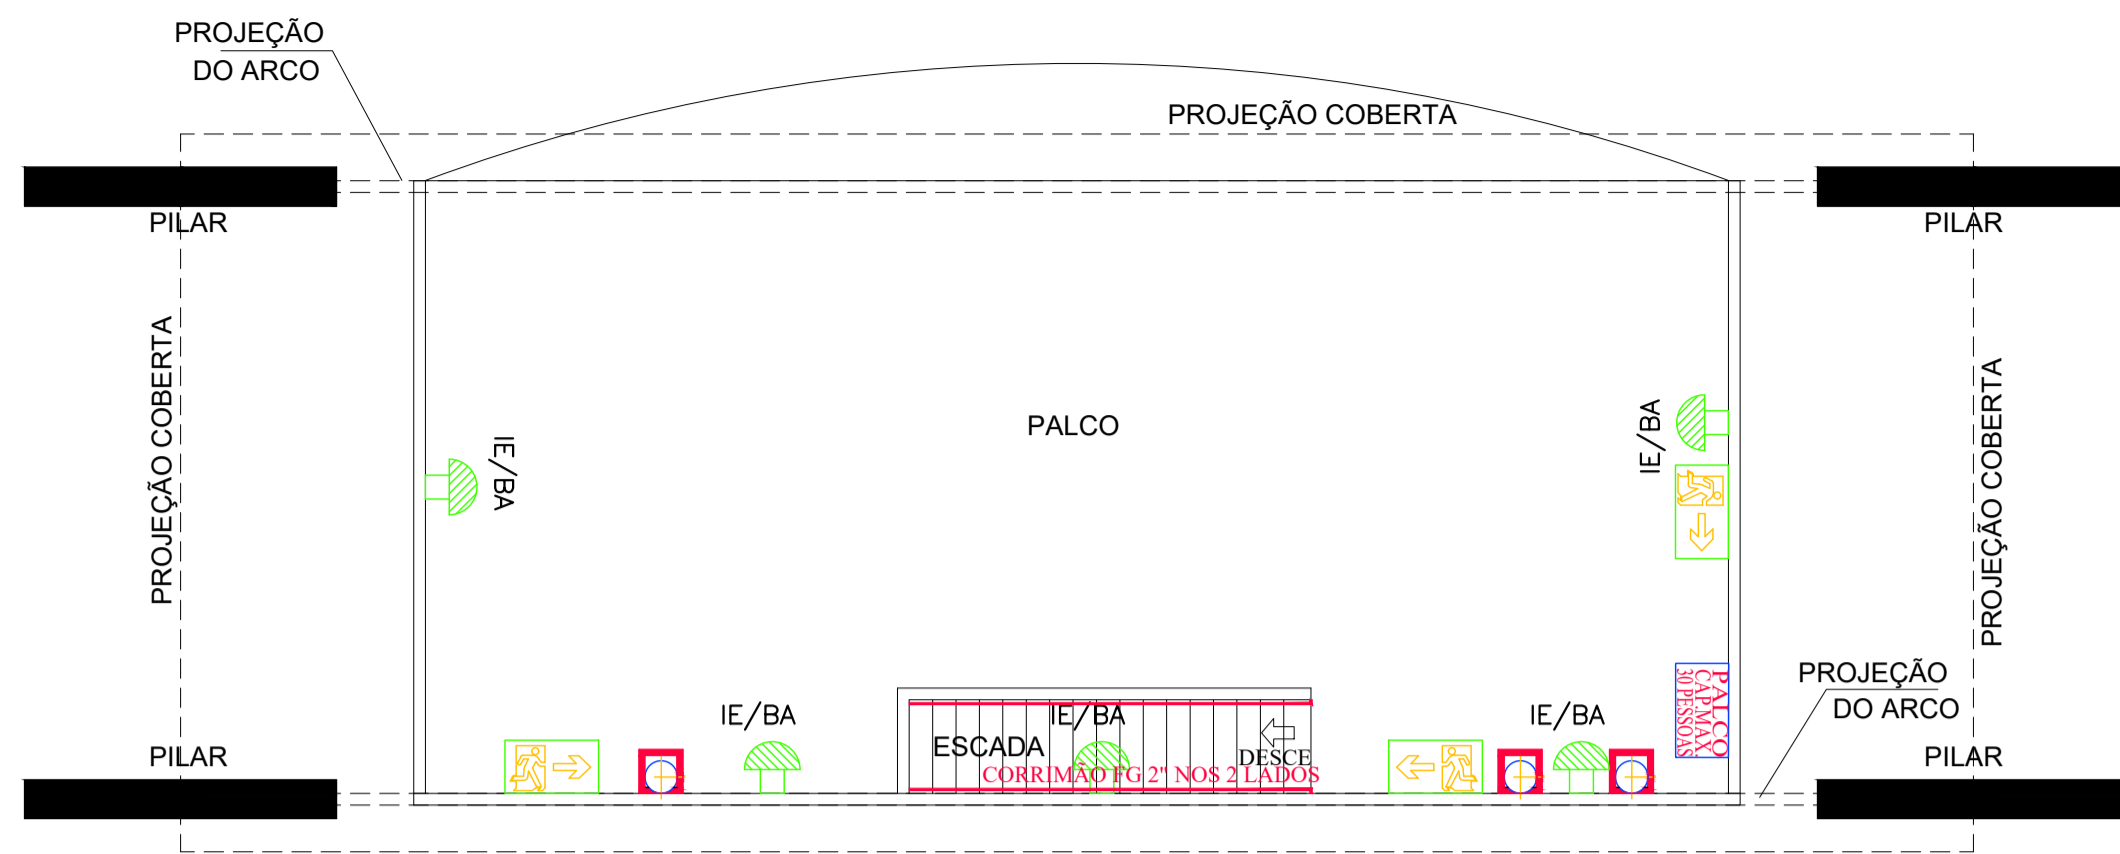 PROJEÇÃO
DO ARCO
PROJEÇÃO COBERTA
PILAR
PILAR
PROJEÇÃO COBERTA
IE/BA
PALCO
IE/BA
PROJEÇÃO COBERTA
PROJEÇÃO
DO ARCO
PALCO
CAP.MAX.
30 PESSOAS
IE/BA
IE/BA
IE/BA
ESCADA
DESCE
CORRIMÃO FG 2" NOS 2 LADOS
PILAR
PILAR